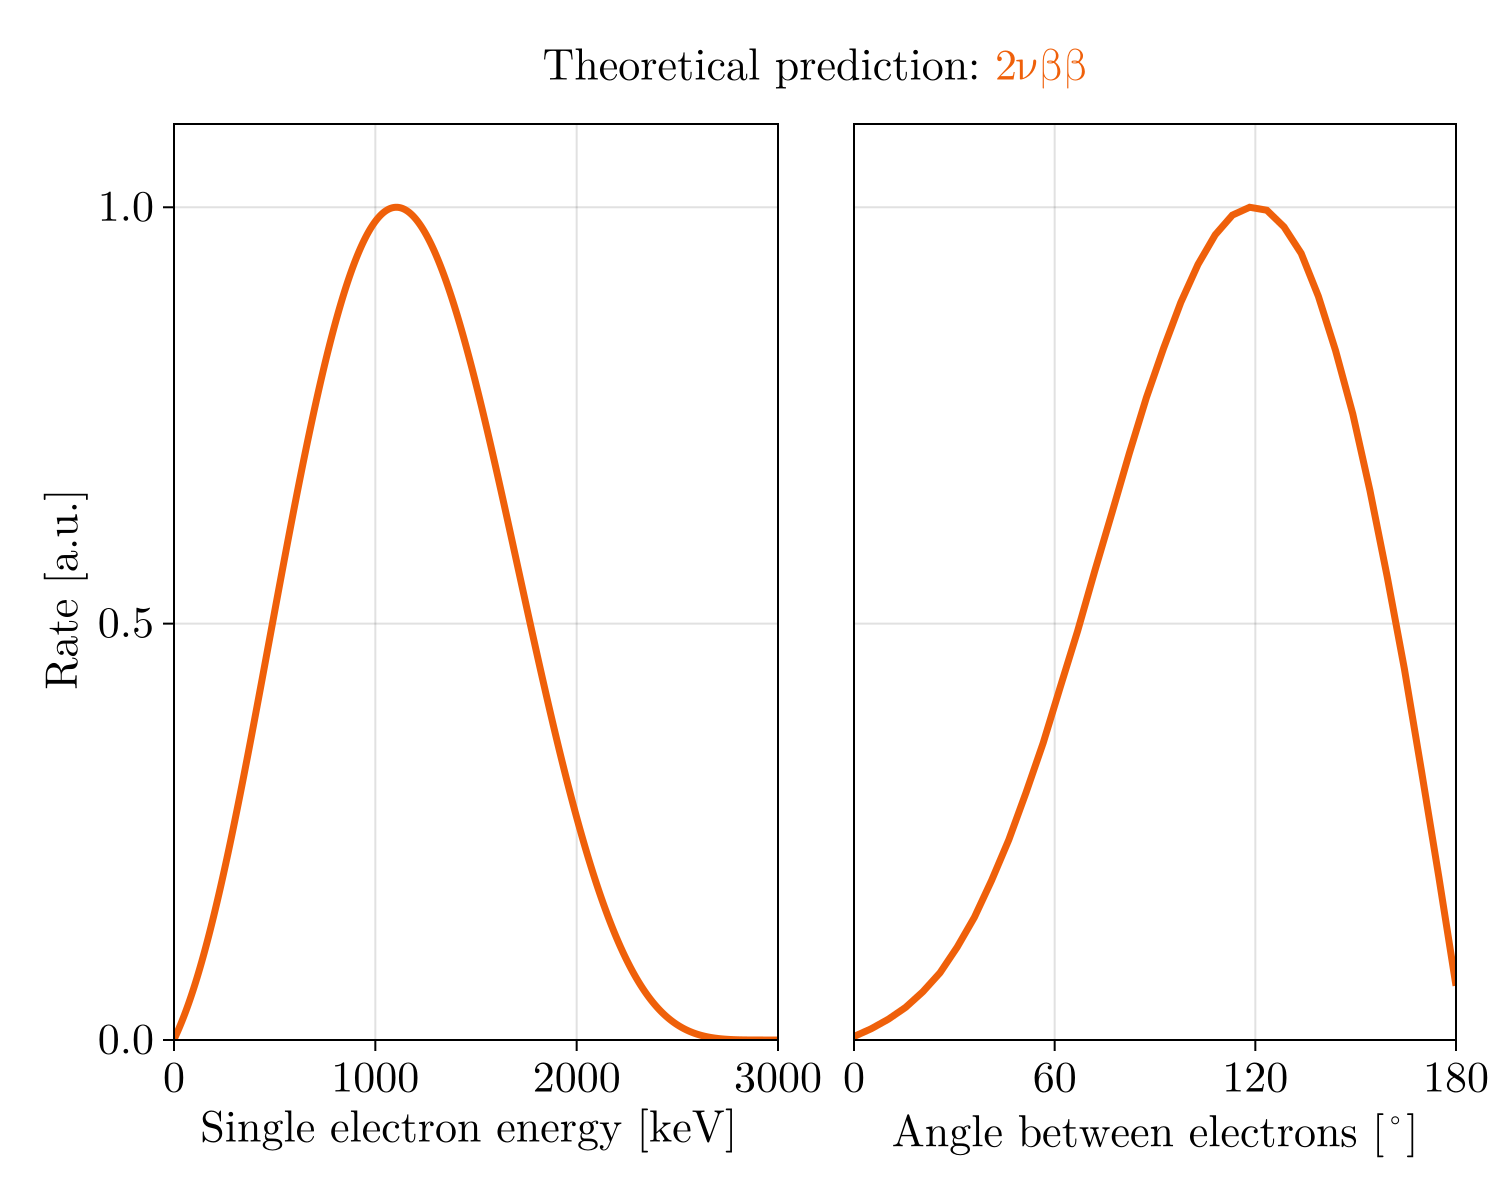 Theoretical prediction: 2νββ
Rate [a.u.]
1.0
0.5
0.0
0 1000 2000 3000
Single electron energy [keV]
0 60 120 180
Angle between electrons [°]